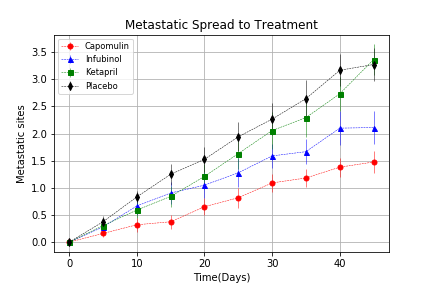 Metastatic Spread to Treatment
Capomulin
Infubinol
Ketapril
Placebo
Metastatic sites
3.5
3.0
2.5
2.0
1.5
1.0
0.5
0.0
0 10 20 30 40
Time(Days)